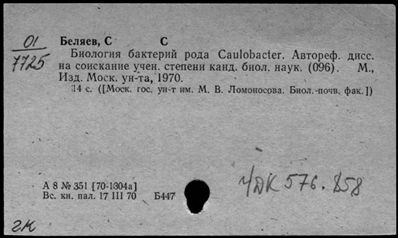 01
7725
Беляев, С С
Биология бактерий рода Caulobacter. Автореф. дисс.
на соискание учен. степени канд. биол. наук. (096). М.,
Изд. Моск. ун-та, 1970.
14 с. ([Моск. гос. ун-т им. М. В. Ломоносова. Биол.-почв. фак.])
А 8 № 351 [70-1304а]
Вс. кн. пал. 17 III 70 Б447
УДК 576.858
гк